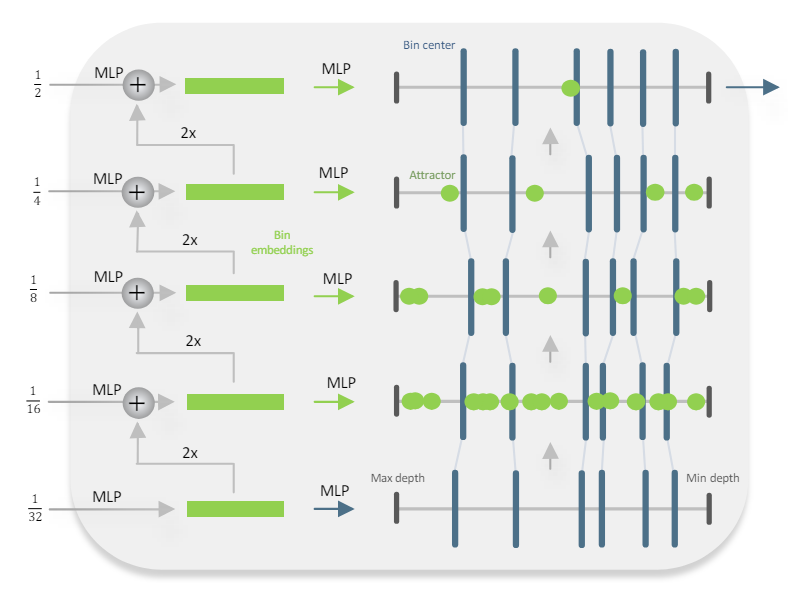 Bin center
1/2
MLP
+
MLP
2x
1/4
MLP
+
MLP
Attractor
2x
Bin
embeddings
1/8
MLP
+
MLP
2x
1/16
MLP
+
MLP
2x
Max depth
Min depth
1/32
MLP
MLP